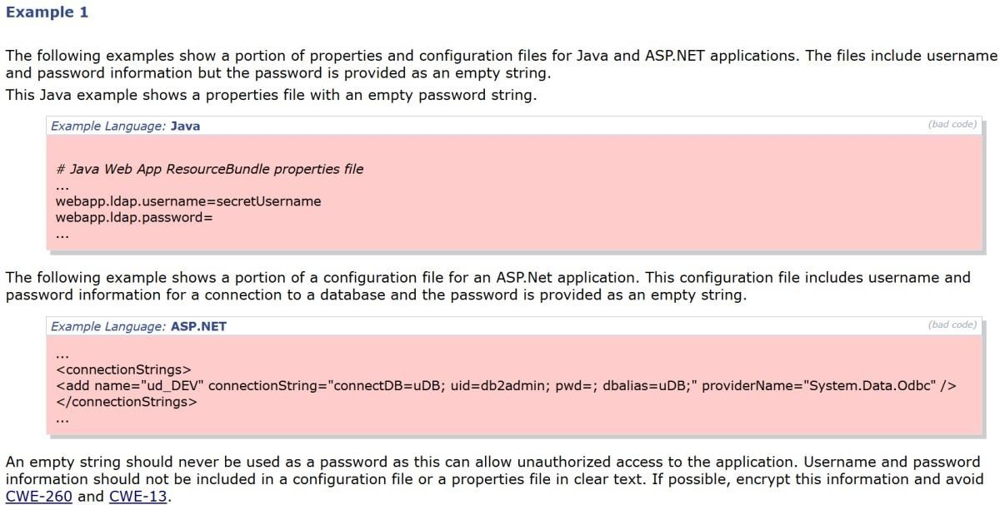 Example 1
The following examples show a portion of properties and configuration files for Java and ASP.NET applications. The files include username
and password information but the password is provided as an empty string.
This Java example shows a properties file with an empty password string.
Example Language: Java (bad code)
# Java Web App ResourceBundle properties file
...
webapp.ldap.username=secretUsername
webapp.ldap.password=
...
The following example shows a portion of a configuration file for an ASP.Net application. This configuration file includes username and
password information for a connection to a database and the password is provided as an empty string.
Example Language: ASP.NET (bad code)
...
<connectionStrings>
<add name="ud_DEV" connectionString="connectDB=uDB; uid=db2admin; pwd=; dbalias=uDB;" providerName="System.Data.Odbc" />
</connectionStrings>
...
An empty string should never be used as a password as this can allow unauthorized access to the application. Username and password
information should not be included in a configuration file or a properties file in clear text. If possible, encrypt this information and avoid
CWE-260 and CWE-13.